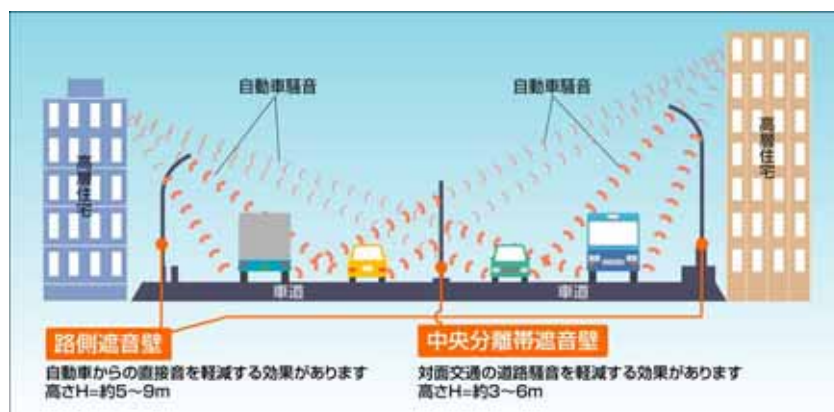 自動車騒音
自動車騒音
高層住宅
高層住宅
車道
車道
路側遮音壁
自動車からの直接音を軽減する効果があります
高さH=約5～9m
中央分離帯遮音壁
対面交通の道路騒音を軽減する効果があります
高さH=約3～6m